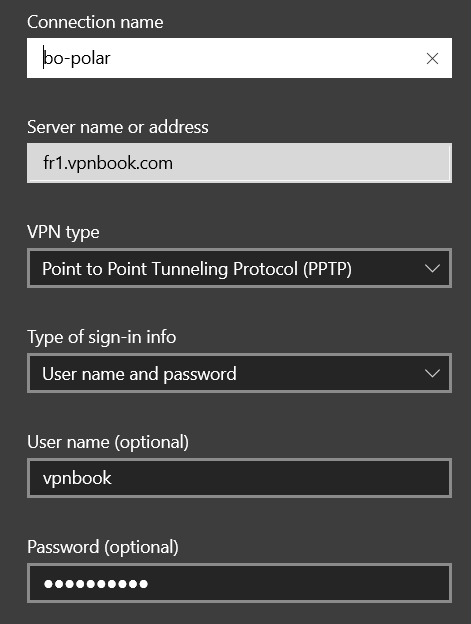 Connection name
bo-polar
Server name or address
fr1.vpnbook.com
VPN type
Point to Point Tunneling Protocol (PPTP)
Type of sign-in info
User name and password
User name (optional)
vpnbook
Password (optional)
●●●●●●●●●●